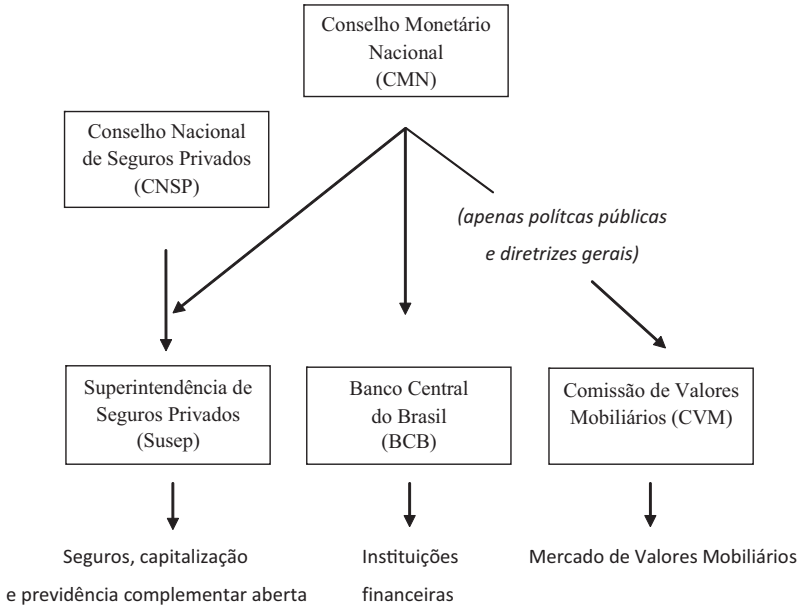 Conselho Monetário
Nacional
(CMN)
Conselho Nacional
de Seguros Privados
(CNSP)
(apenas polítcas públicas
e diretrizes gerais)
Superintendência de
Seguros Privados
(Susep)
Banco Central
do Brasil
(BCB)
Comissão de Valores
Mobiliários (CVM)
Seguros, capitalização
e previdência complementar aberta
Instituições
financeiras
Mercado de Valores Mobiliários